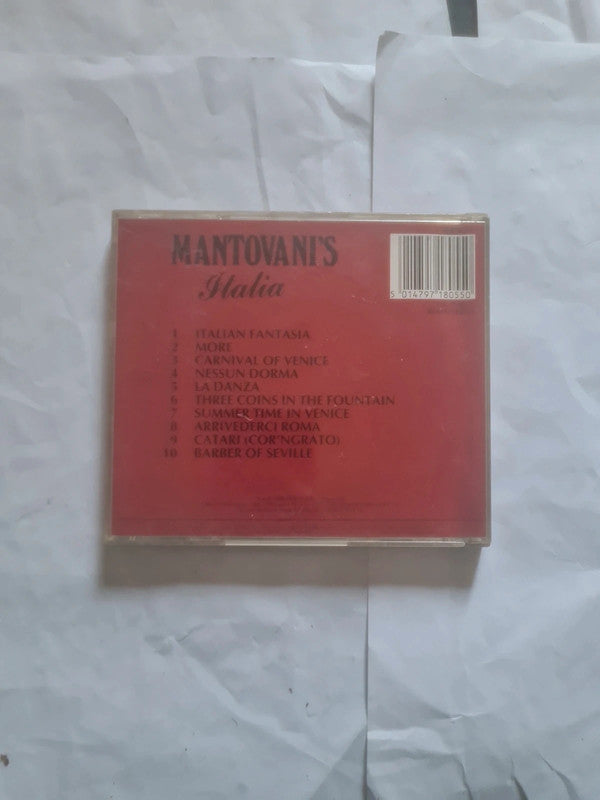 MANTOVANI'S
Italia
5 014797 180550
1 ITALIAN FANTASIA
2 MORE
3 CARNIVAL OF VENICE
4 NESSUN DORMA
5 LA DANZA
6 THREE COINS IN THE FOUNTAIN
7 SUMMER TIME IN VENICE
8 ARRIVEDERCI ROMA
9 CATARI (COR'NGRATO)
10 BARBER OF SEVILLE